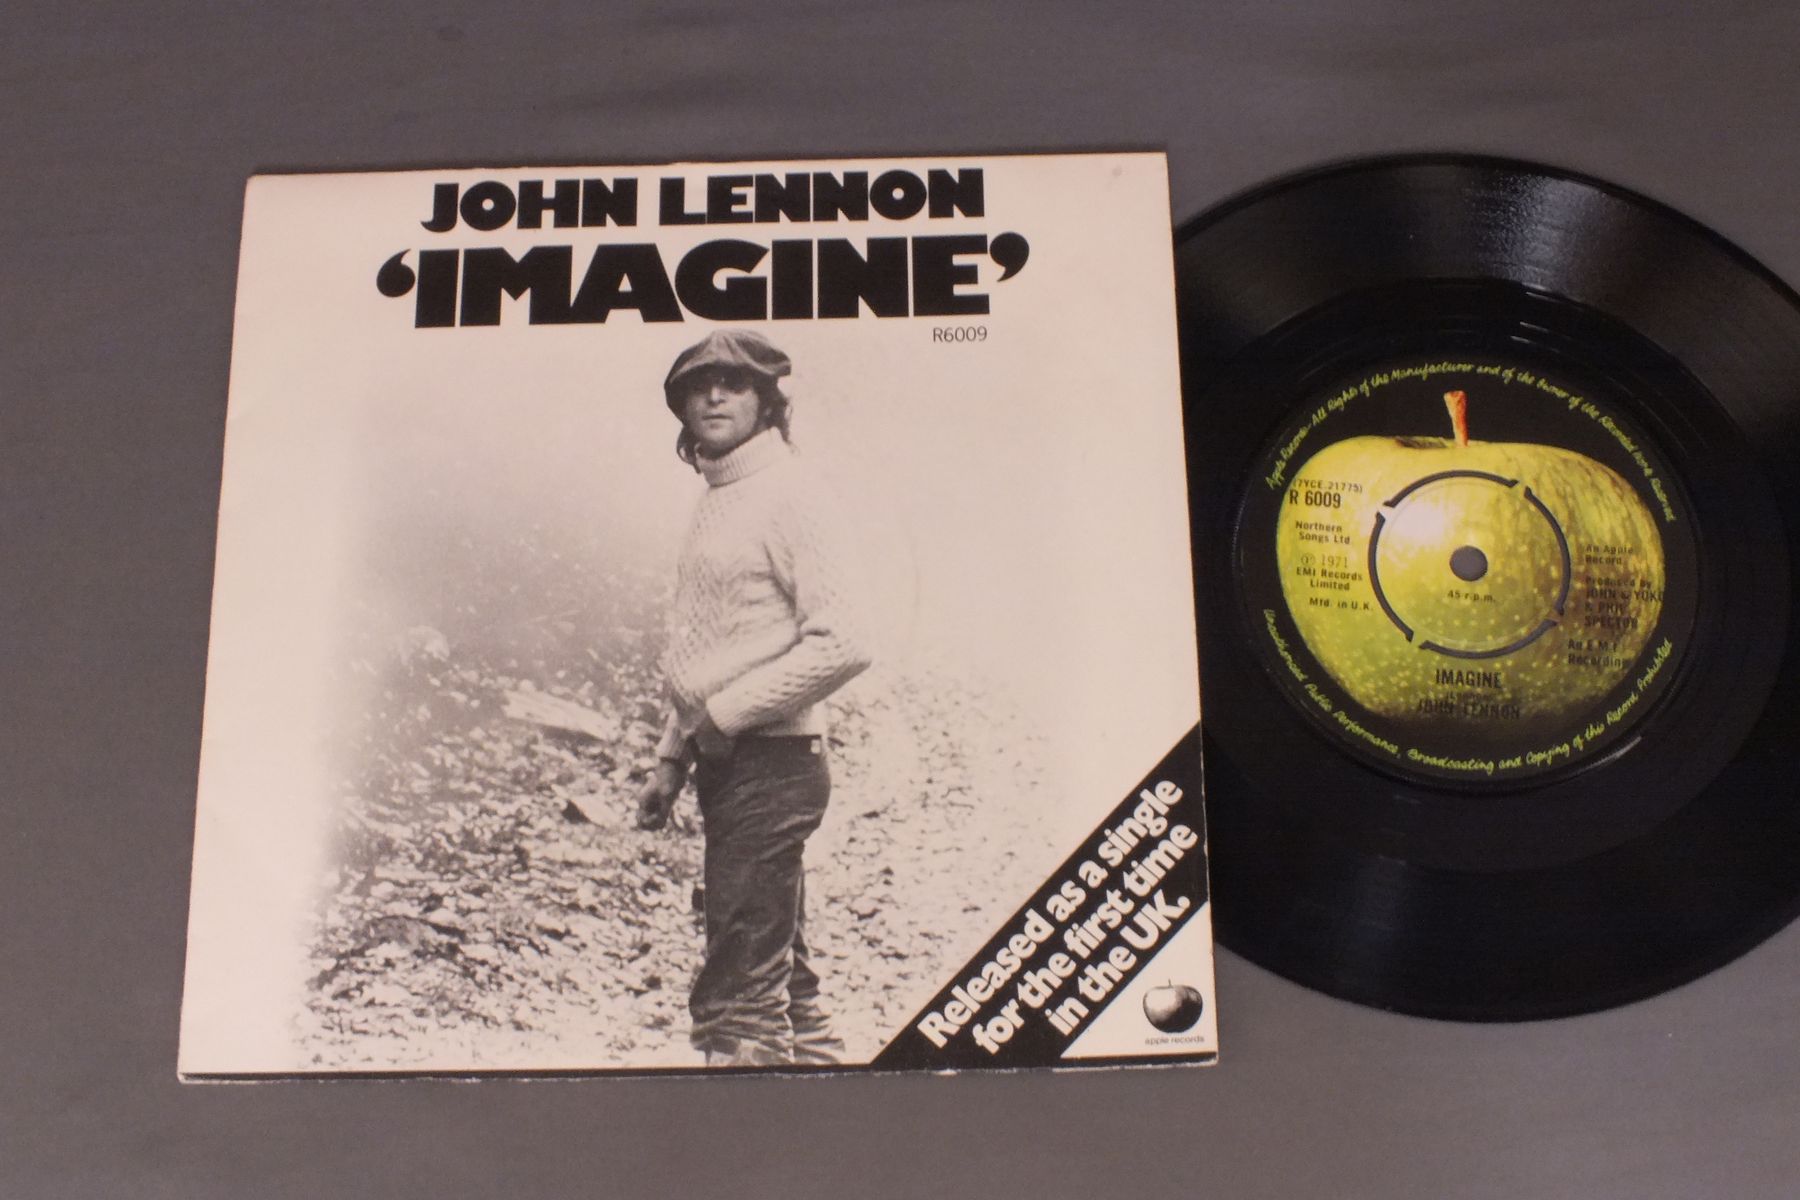 JOHN LENNON
‘IMAGINE’
R6009
Released as a single
for the first time
in the UK.
apple records
Apple Records-All Rights of the Manufacturer and of the Owner of the Recorded Work Reserved
(7YCE.21775)
R 6009
Northern
Songs Ltd.
℗ 1971
EMI Records
Limited
Mfd. in U.K.
45 r.p.m.
An Apple
Record
Produced by
JOHN & YOKO
& PHIL
SPECTOR
An E.M.I.
Recording
IMAGINE
JOHN LENNON
Unauthorised Public Performance, Broadcasting and Copying of this Record Prohibited